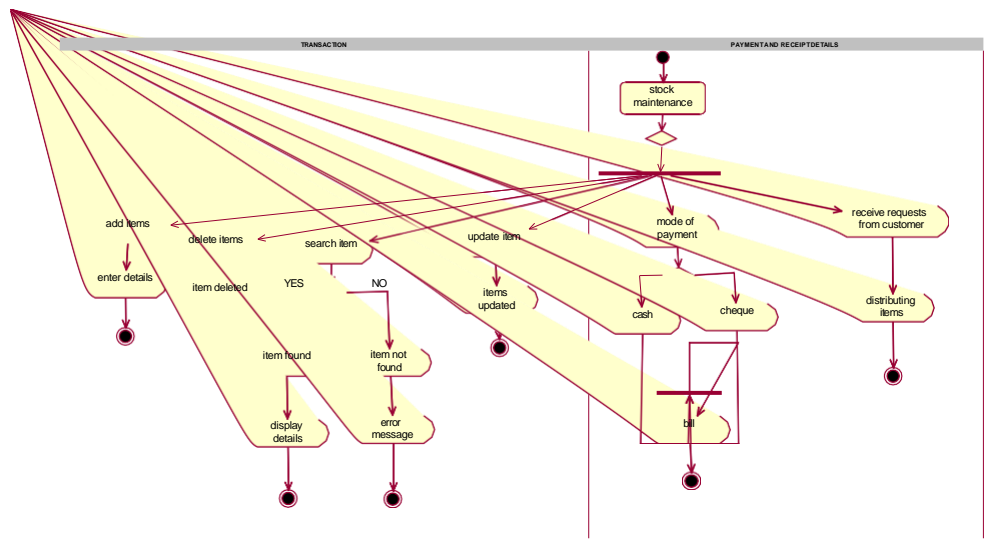 TRANSACTION
PAYMENT AND RECEIPT DETAILS
stock
maintenance
add items
delete items
search item
update item
mode of
payment
receive requests
from customer
enter details
item deleted
YES
NO
items
updated
cash
cheque
distributing
items
item found
item not
found
display
details
error
message
bill